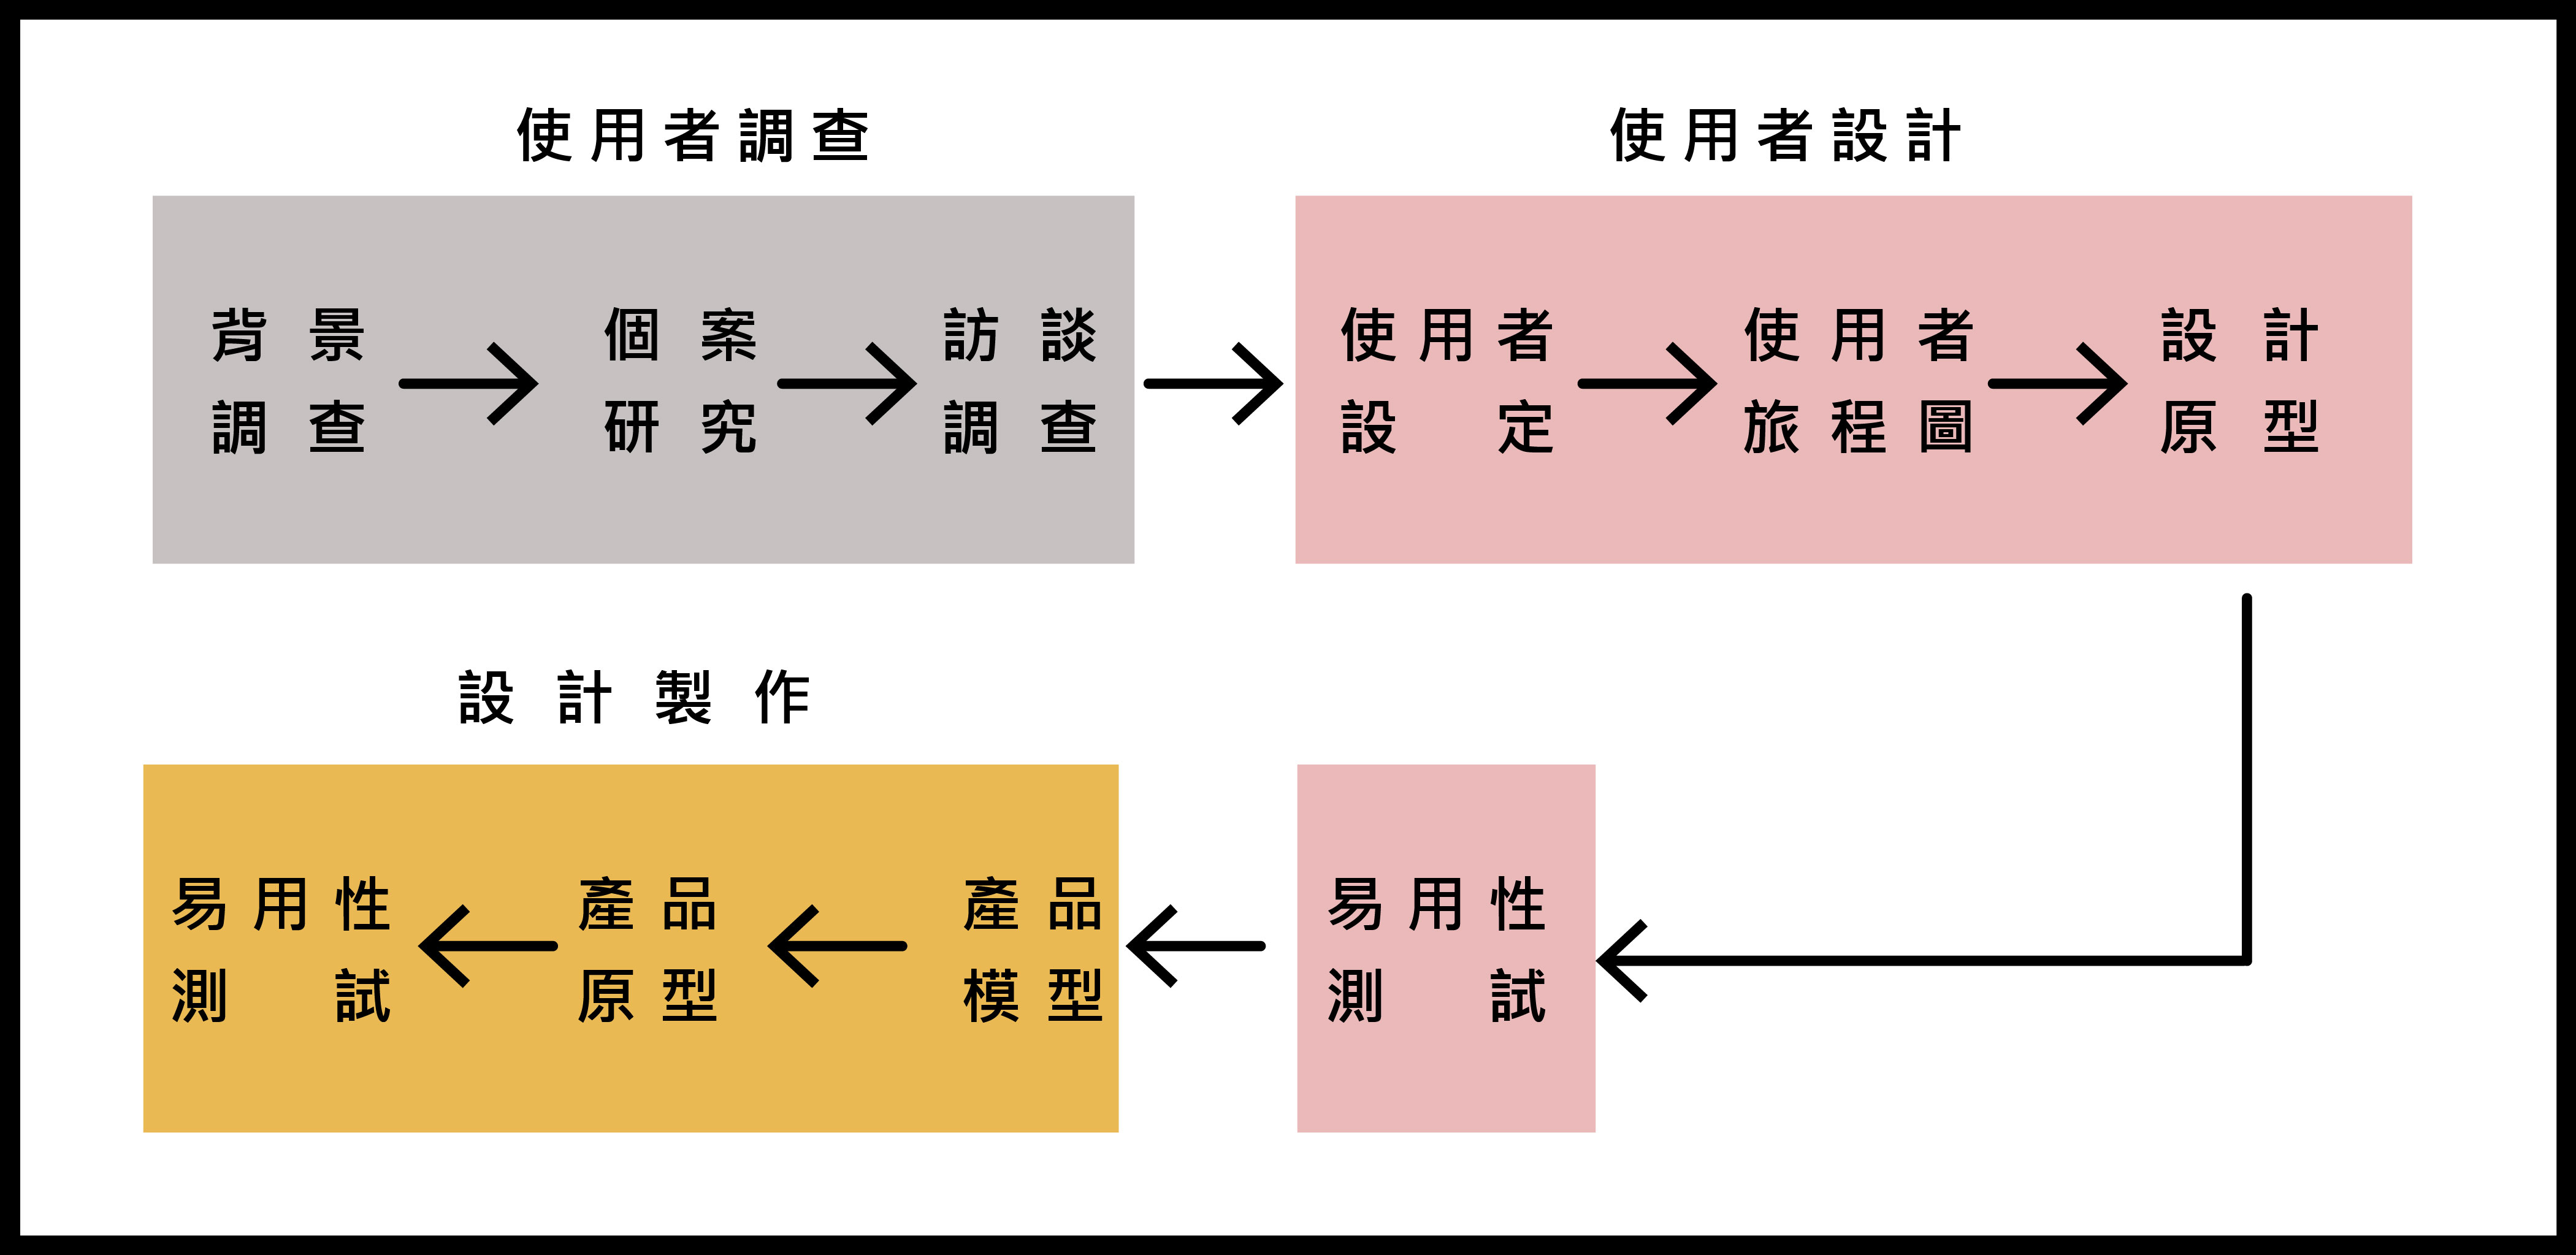 使用者調查
使用者設計
背景
調查
個案
研究
訪談
調查
使用者
設定
使用者
旅程圖
設計
原型
設計製作
易用性
測試
產品
原型
產品
模型
易用性
測試